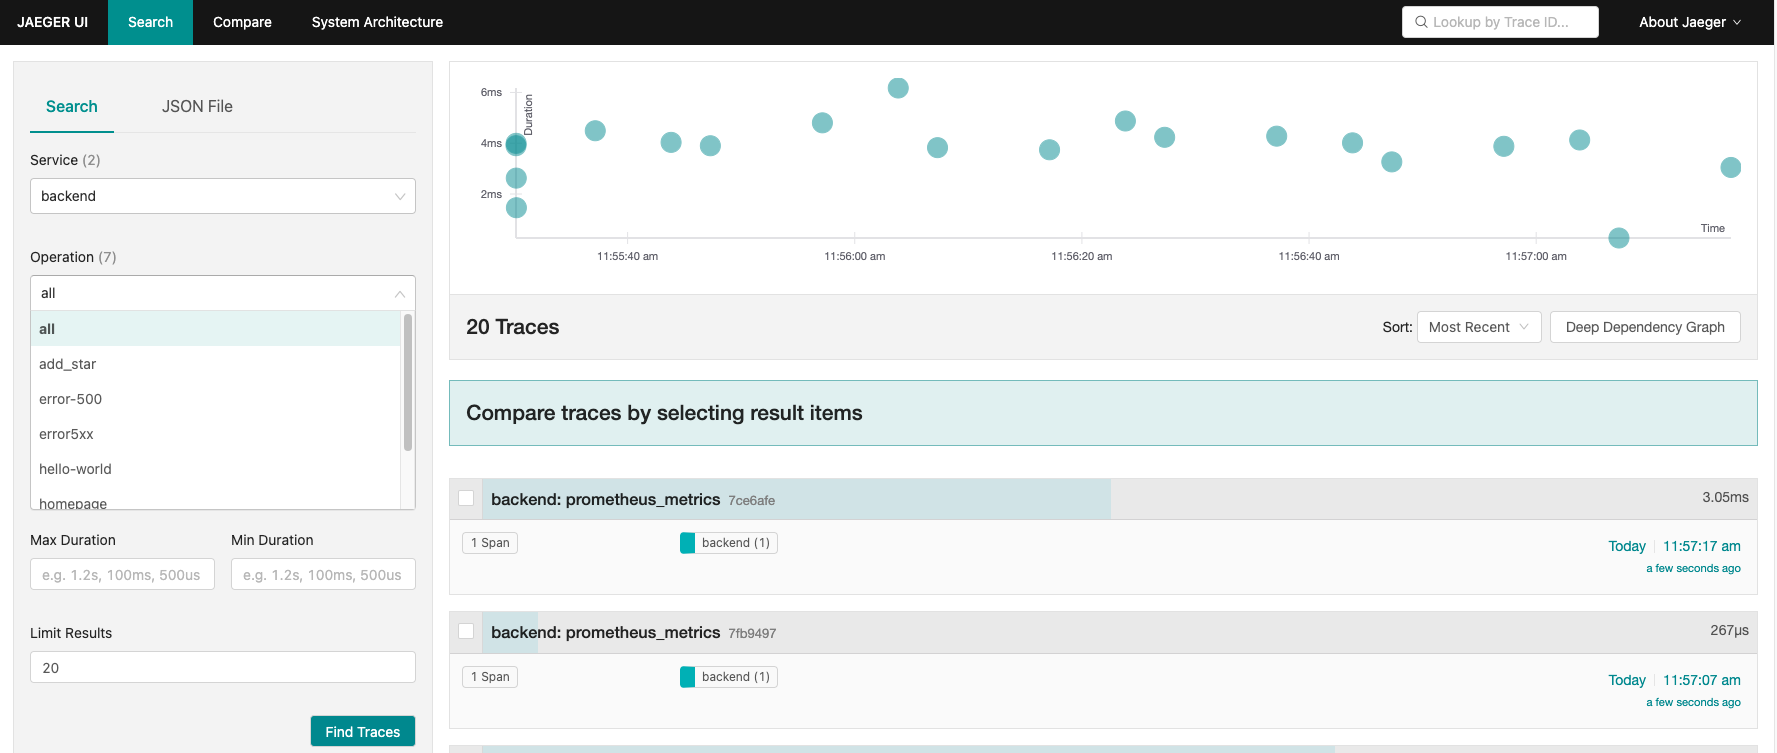 JAEGER UI Search Compare System Architecture Lookup by Trace ID... About Jaeger
Search JSON File
Service (2)
backend
Operation (7)
all
all
add_star
error-500
error5xx
hello-world
homepage
Max Duration Min Duration
e.g. 1.2s, 100ms, 500us e.g. 1.2s, 100ms, 500us
Limit Results
20
Find Traces
6ms
4ms
2ms
Duration
Time
11:55:40 am 11:56:00 am 11:56:20 am 11:56:40 am 11:57:00 am
20 Traces Sort: Most Recent Deep Dependency Graph
Compare traces by selecting result items
backend: prometheus_metrics 7ce6afe 3.05ms
1 Span backend (1) Today 11:57:17 am
a few seconds ago
backend: prometheus_metrics 7fb9497 267μs
1 Span backend (1) Today 11:57:07 am
a few seconds ago